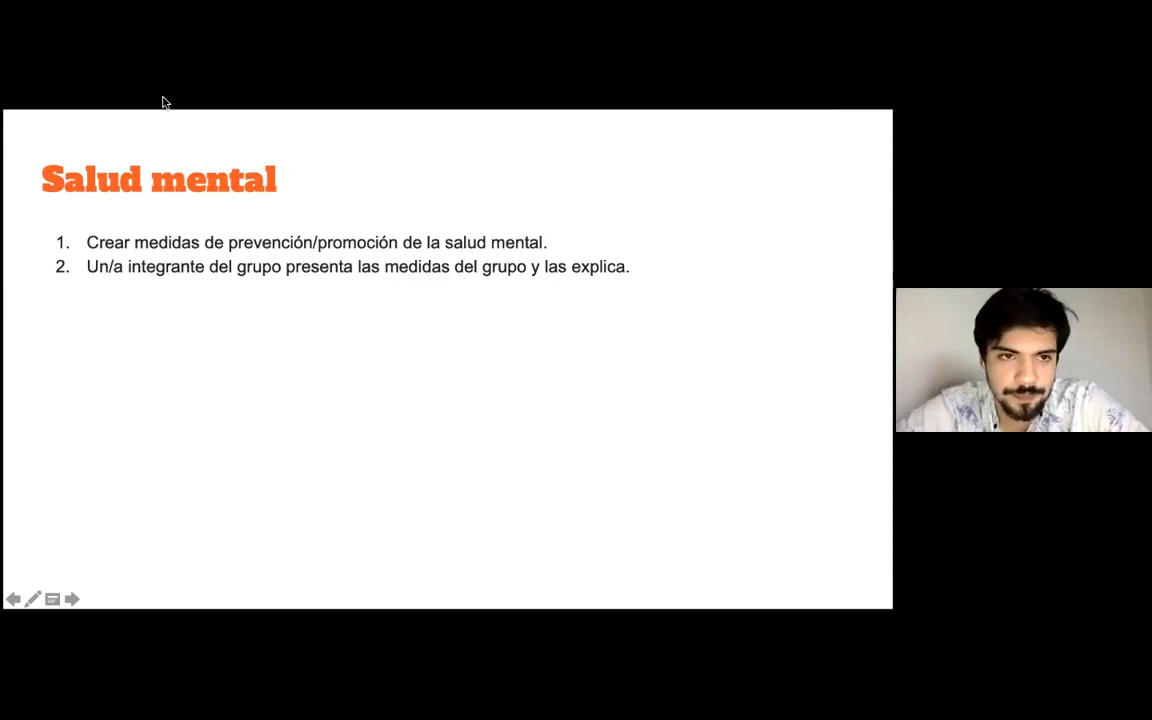 Salud mental
1. Crear medidas de prevención/promoción de la salud mental.
2. Un/a integrante del grupo presenta las medidas del grupo y las explica.